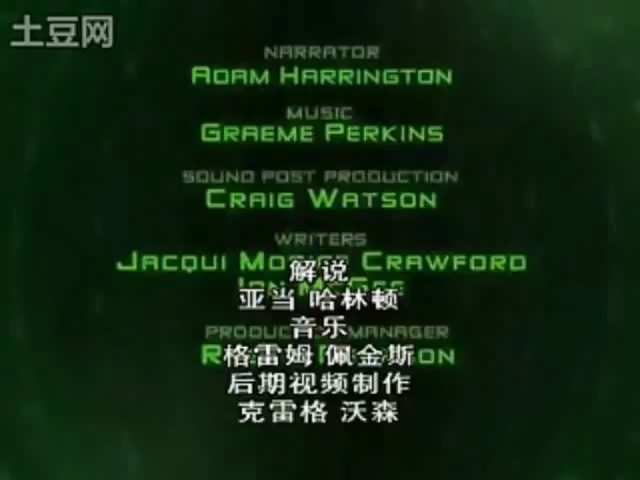 土豆网
NARRATOR
ADAM HARRINGTON
MUSIC
GRAEME PERKINS
SOUND POST PRODUCTION
CRAIG WATSON
WRITERS
JACQUI CRAWFORD
解说
亚当 哈林顿
音乐
MANAGER
格雷姆 佩金斯
后期视频制作
克雷格 沃森